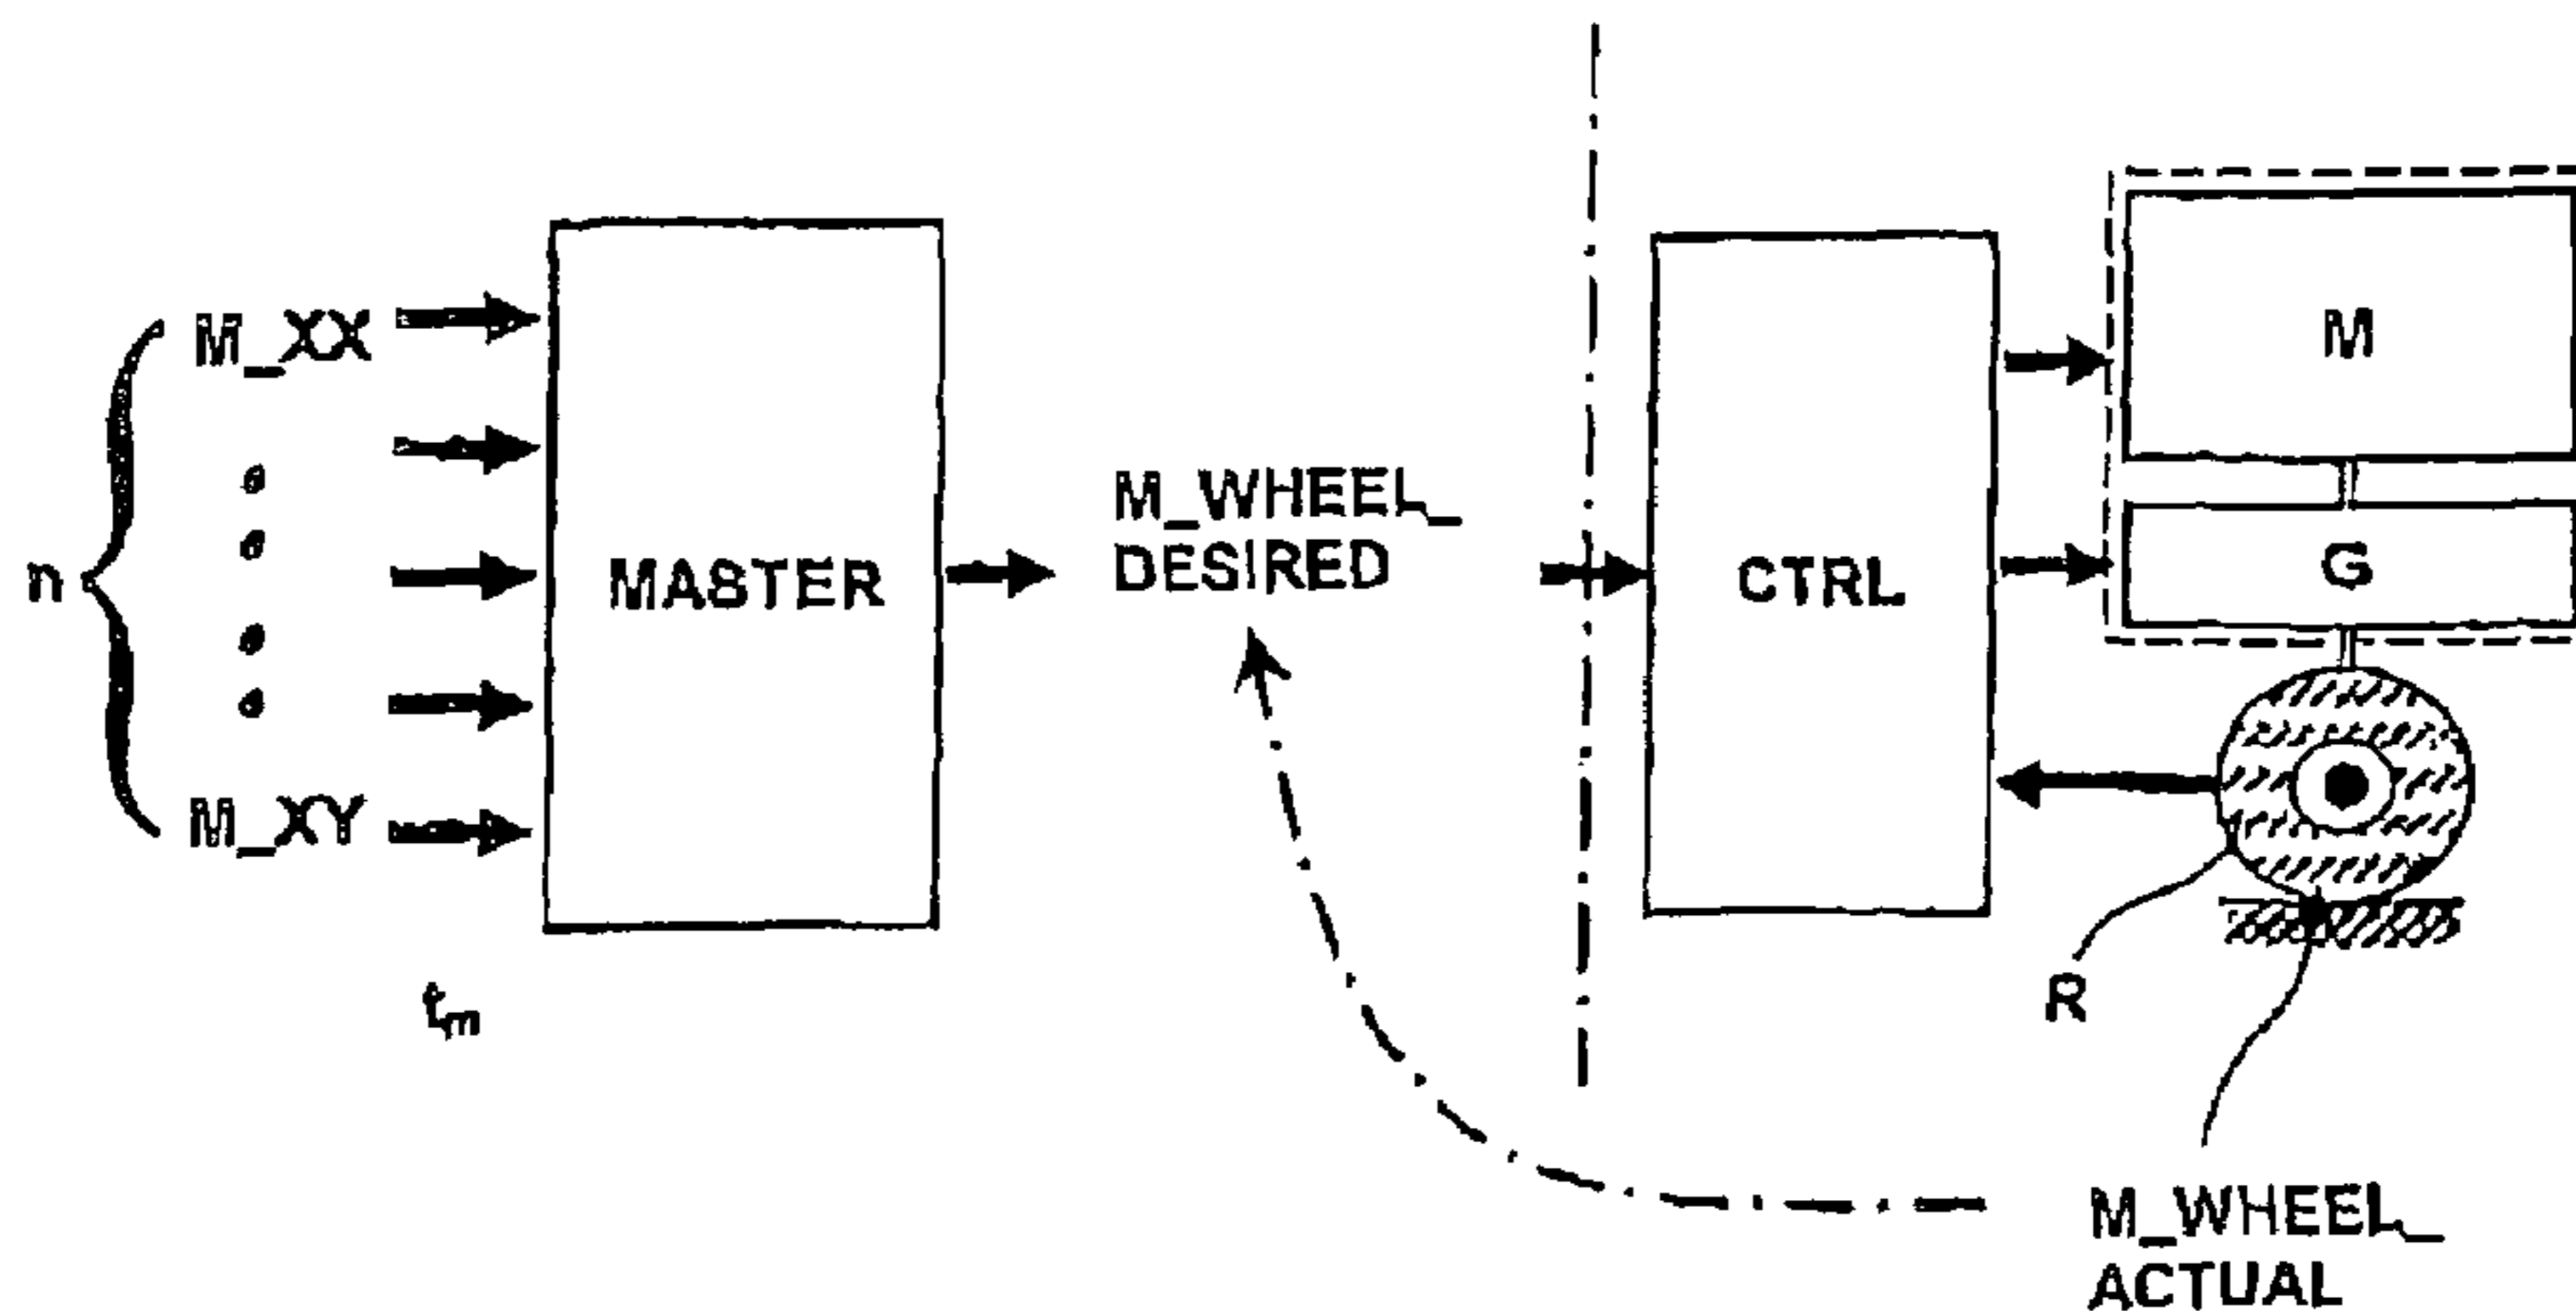 M_XX
n
M_XY
t_m
MASTER
M_WHEEL_
DESIRED
CTRL
M
G
R
M_WHEEL_
ACTUAL